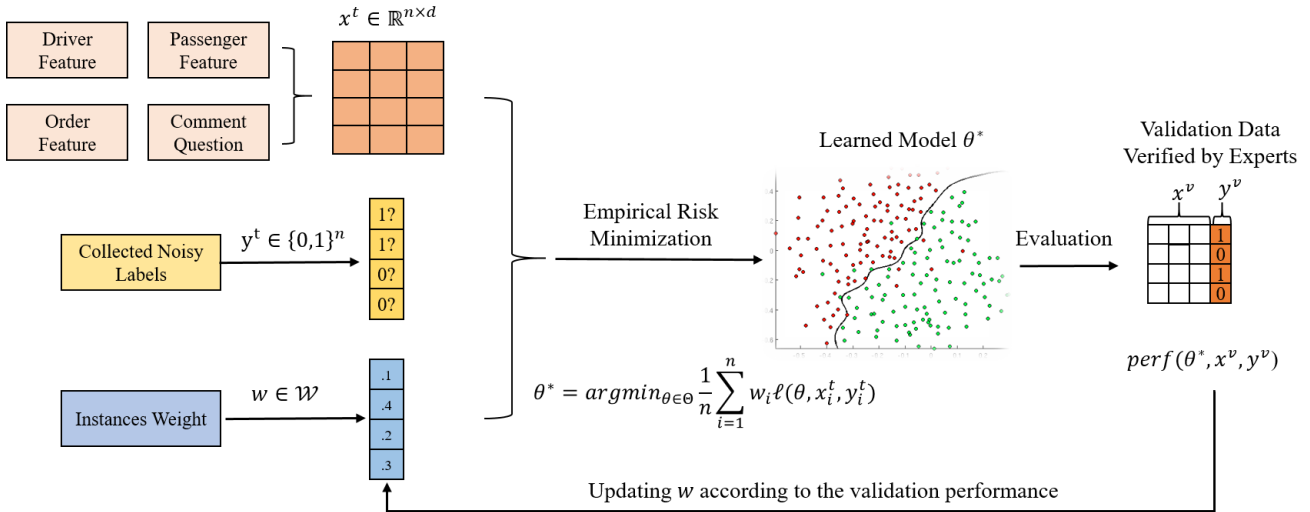 Driver
Feature
Passenger
Feature
Order
Feature
Comment
Question
x^t ∈ ℝ^{n×d}
Collected Noisy
Labels
y^t ∈ {0,1}^n
1?
1?
0?
0?
Instances Weight
w ∈ 𝒲
.1
.4
.2
.3
Empirical Risk
Minimization
θ* = argmin_{θ∈Θ} \frac{1}{n} \sum_{i=1}^{n} w_i ℓ(θ, x_i^t, y_i^t)
Learned Model θ*
Evaluation
Validation Data
Verified by Experts
x^v y^v
1
0
1
0
perf(θ*, x^v, y^v)
Updating w according to the validation performance